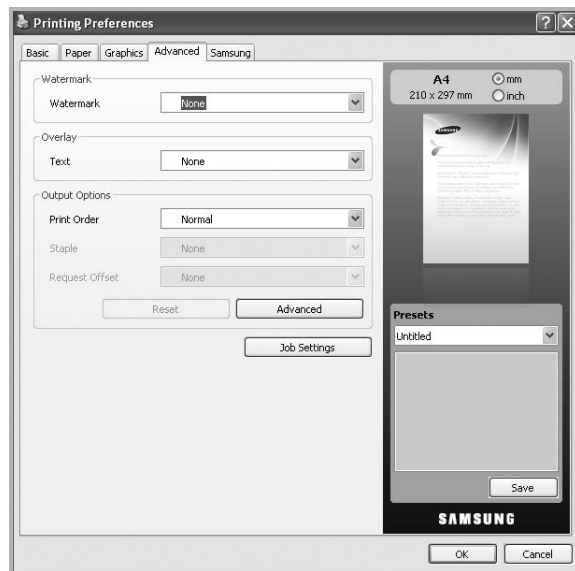 Printing Preferences
Basic Paper Graphics Advanced Samsung
Watermark
Watermark None
Overlay
Text None
Output Options
Print Order Normal
Staple None
Request Offset None
Reset Advanced
Job Settings
A4
210 x 297 mm
mm
inch
SAMSUNG
Presets
Untitled
Save
SAMSUNG
OK Cancel